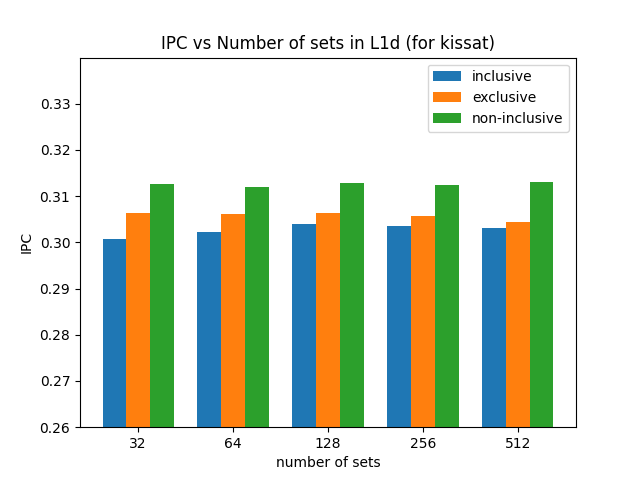 IPC vs Number of sets in L1d (for kissat)
inclusive
exclusive
non-inclusive
0.33
0.32
0.31
0.30
0.29
0.28
0.27
0.26
IPC
32 64 128 256 512
number of sets